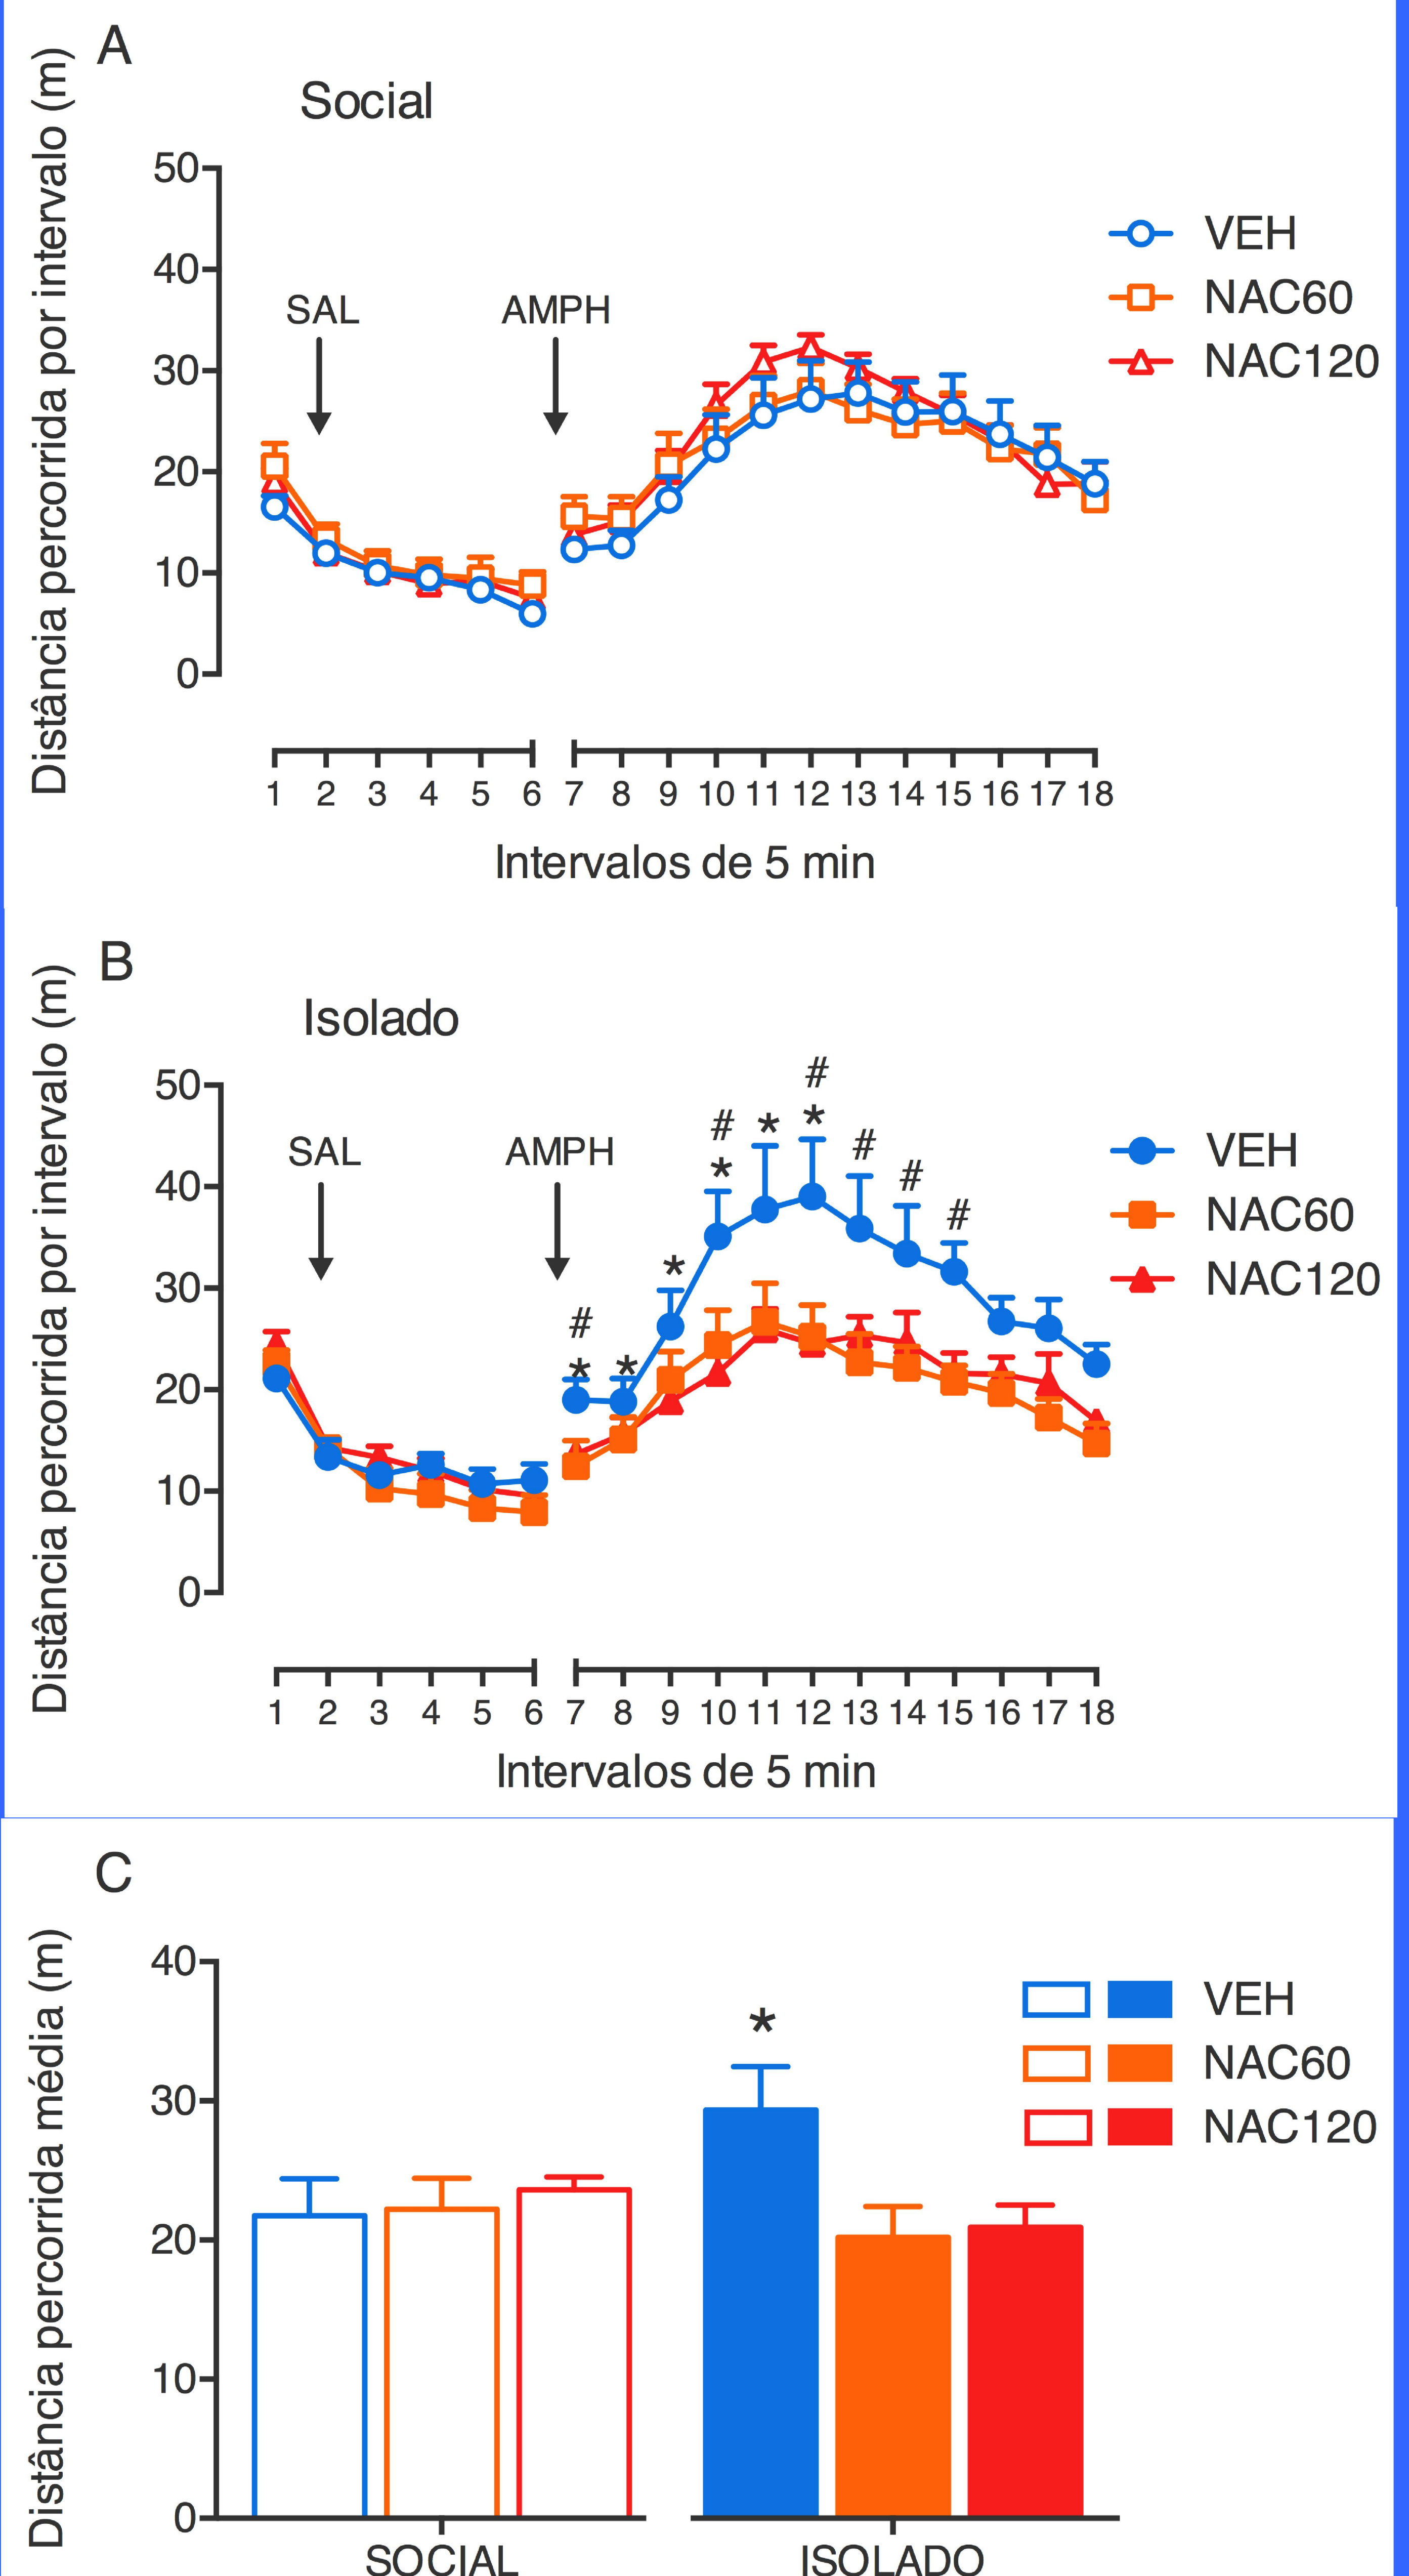 A
Social
Distância percorrida por intervalo (m)
50
40
30
20
10
0
SAL
AMPH
VEH
NAC60
NAC120
1 2 3 4 5 6 7 8 9 10 11 12 13 14 15 16 17 18
Intervalos de 5 min
B
Isolado
Distância percorrida por intervalo (m)
50
40
30
20
10
0
SAL
AMPH
# * * * # * * # * # # #
VEH
NAC60
NAC120
1 2 3 4 5 6 7 8 9 10 11 12 13 14 15 16 17 18
Intervalos de 5 min
C
Distância percorrida média (m)
40
30
20
10
0
*
VEH
NAC60
NAC120
SOCIAL
ISOLADO